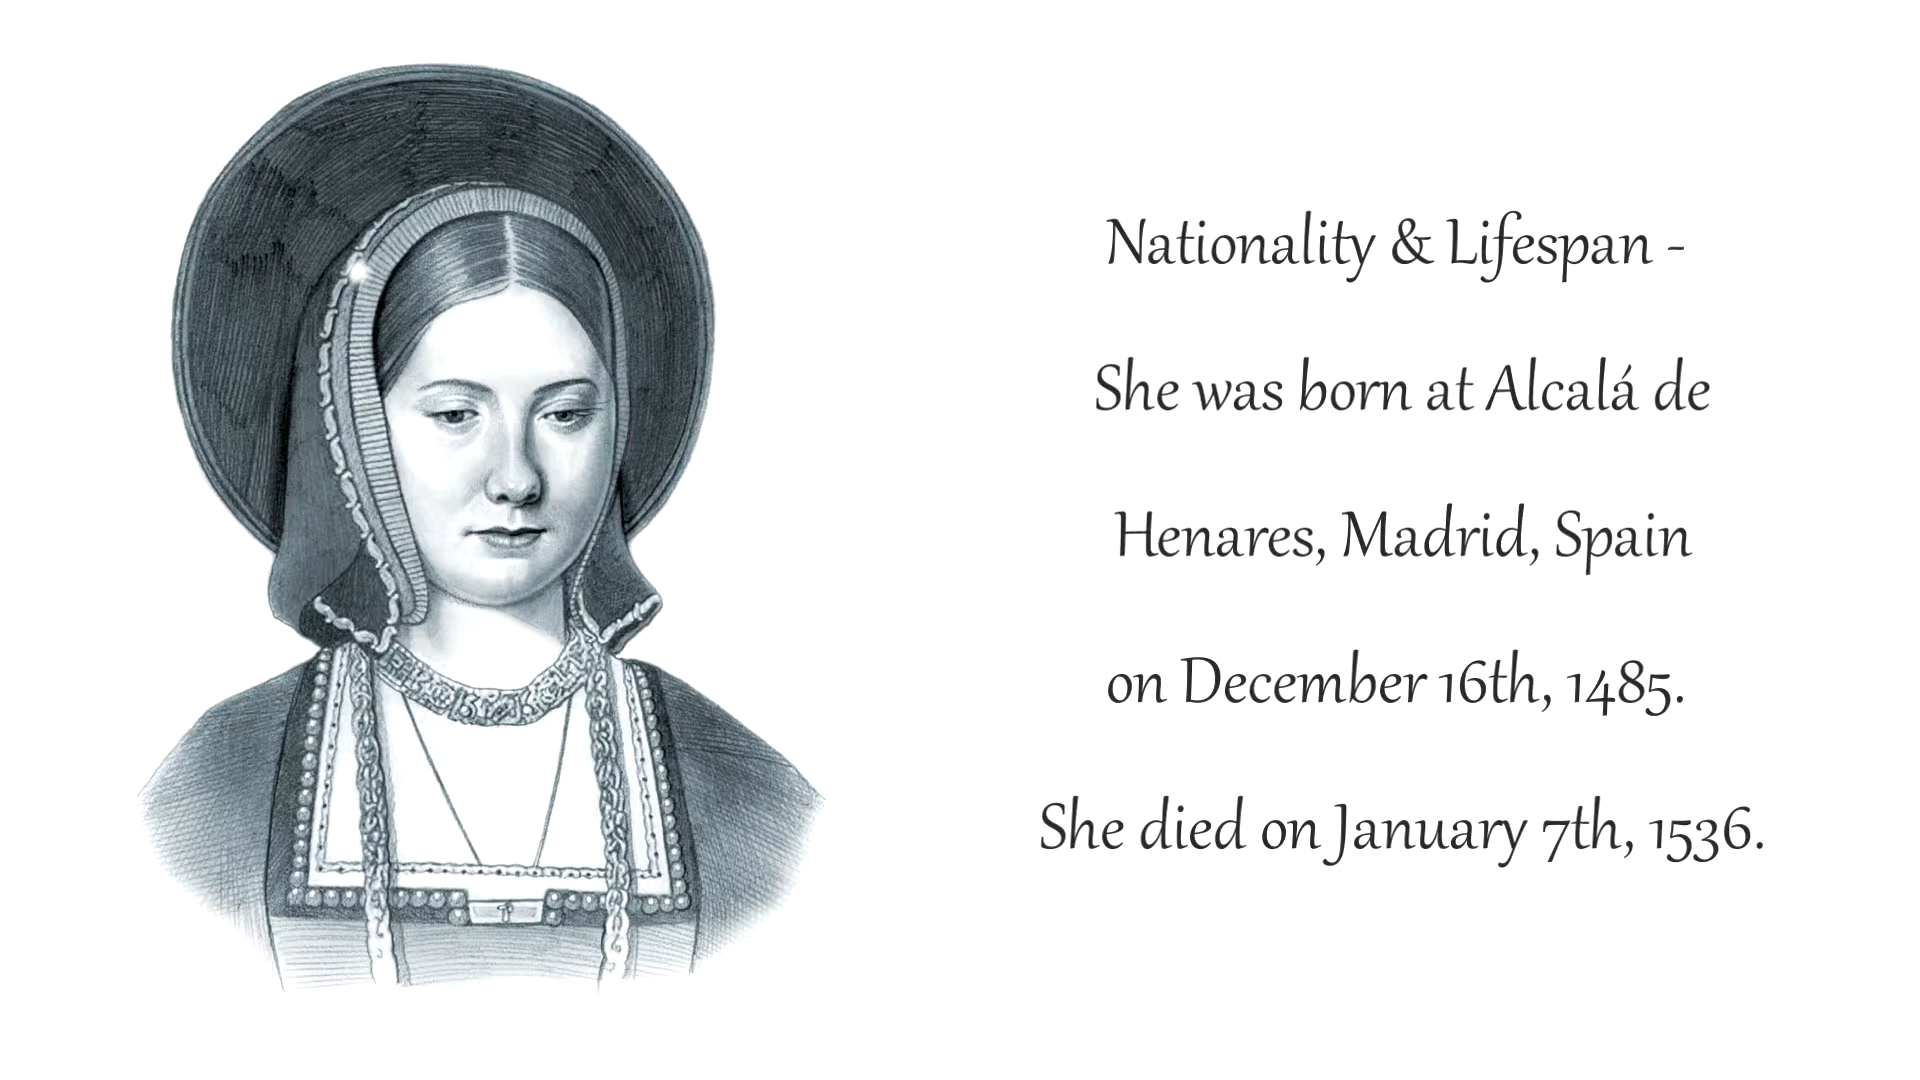 Nationality & Lifespan -
She was born at Alcalá de
Henares, Madrid, Spain
on December 16th, 1485.
She died on January 7th, 1536.